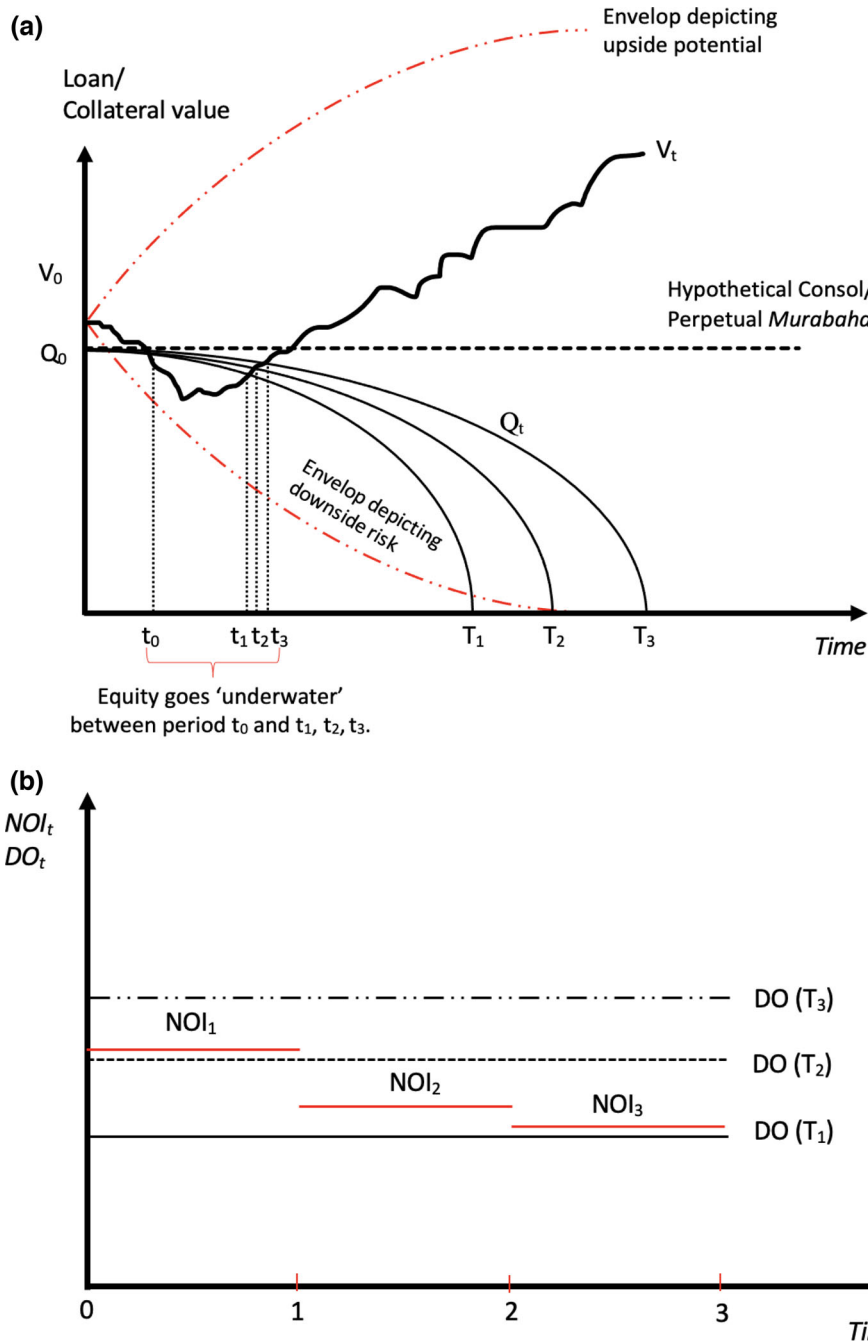 (a)
Envelop depicting
upside potential
Loan/
Collateral value
Vₜ
V₀
Hypothetical Consol/
Perpetual
Q₀
Qₜ
Envelop depicting
downside risk
t₀ t₁ t₂ t₃ T₁ T₂ T₃
Time
Equity goes ‘underwater’
between period t₀ and t₁, t₂, t₃.
(b)
NOIₜ
DOₜ
DO (T₃)
NOI₁
DO (T₂)
NOI₂
NOI₃
DO (T₁)
0 1 2 3